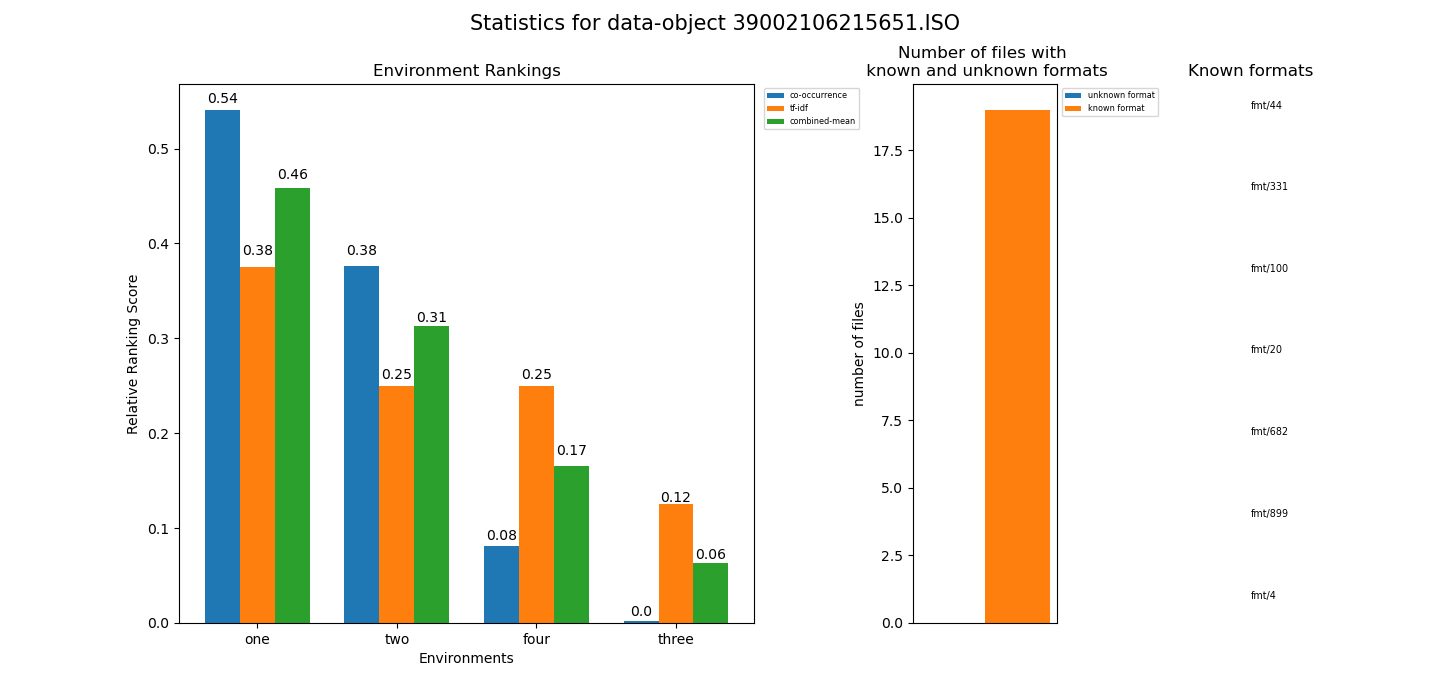 Statistics for data-object 39002106215651.ISO
Environment Rankings
0.54
0.38
0.46
0.38
0.25
0.31
0.08
0.25
0.17
0.0
0.12
0.06
co-occurrence
tf-idf
combined-mean
0.5
0.4
0.3
0.2
0.1
0.0
Relative Ranking Score
one
two
four
three
Environments
Number of files with
known and unknown formats
unknown format
known format
17.5
15.0
12.5
10.0
7.5
5.0
2.5
0.0
number of files
Known formats
fmt/44
fmt/331
fmt/100
fmt/20
fmt/682
fmt/899
fmt/4